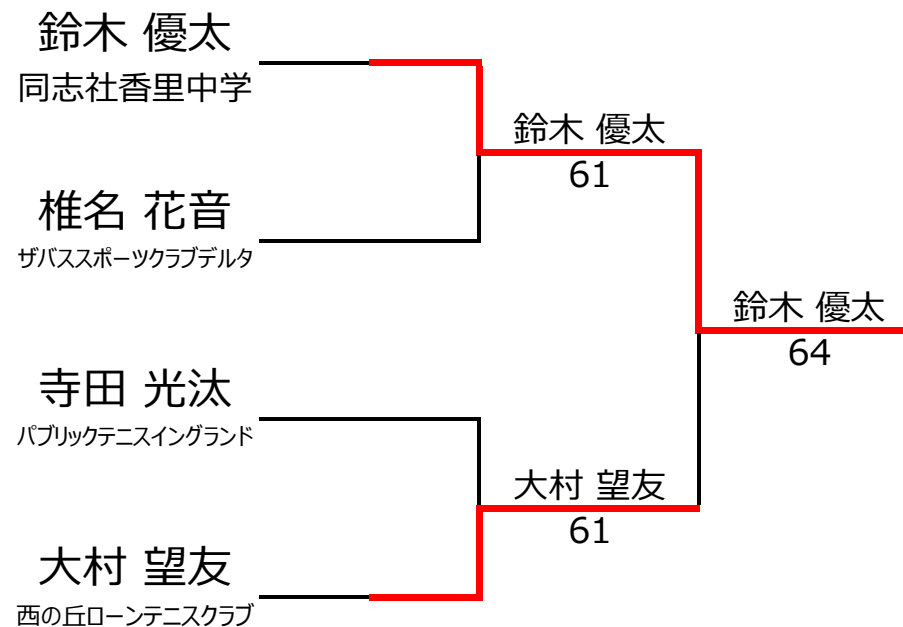 鈴木 優太
同志社香里中学
鈴木 優太
61
椎名 花音
ザバススポーツクラブデルタ
鈴木 優太
64
寺田 光汰
パブリックテニスイングランド
大村 望友
61
大村 望友
西の丘ローンテニスクラブ